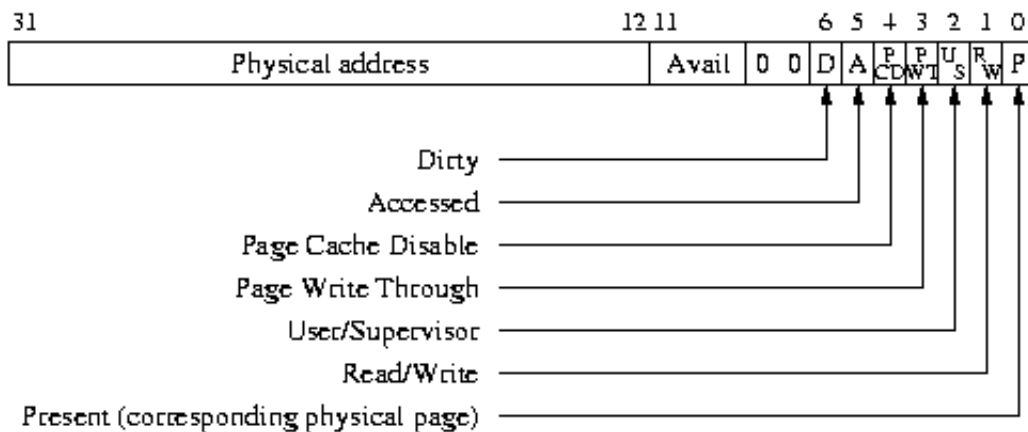 31 12 11 6 5 4 3 2 1 0
Physical address Avail 0 0 D A PCD PWT US RW P
Dirty
Accessed
Page Cache Disable
Page Write Through
User/Supervisor
Read/Write
Present (corresponding physical page)